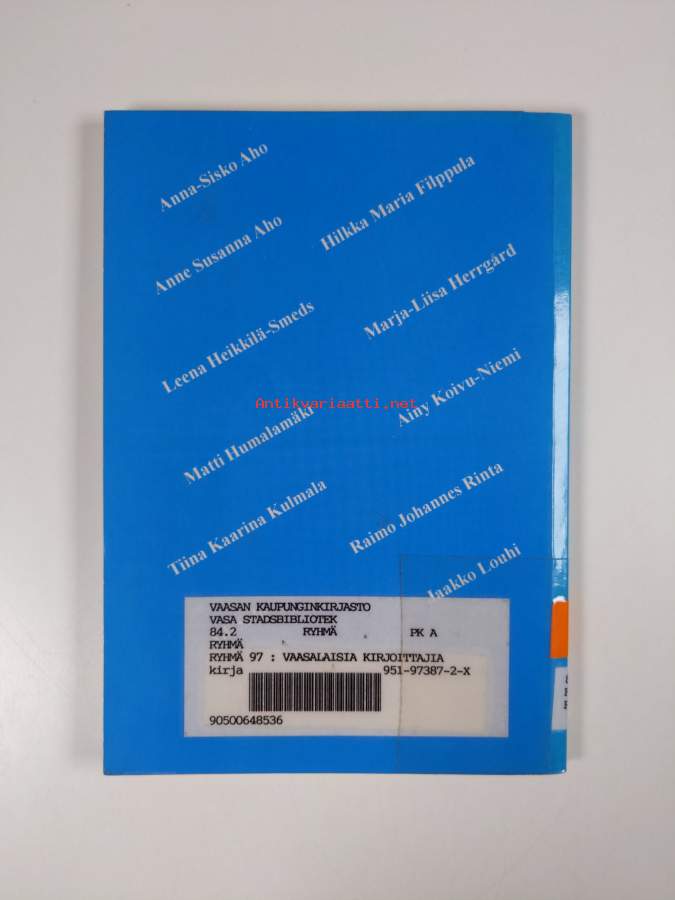 Anna-Sisko Aho
Hilkka Maria Filppula
Anne Susanna Aho
Marja-Liisa Herrgård
Leena Heikkilä-Smeds
Ainy Koivu-Niemi
Antikvariaatti.net
Matti Humalamäki
Raimo Johannes Rinta
Tiina Kaarina Kulmala
Jaakko Louhi
VAASAN KAUPUNGINKIRJASTO
VASA STADSBIBLIOTEK
84.2 RYHMÄ PK A
RYHMÄ
RYHMÄ 97 : VAASALAISIA KIRJOITTAJIA
kirja 951-97387-2-X
90500648536